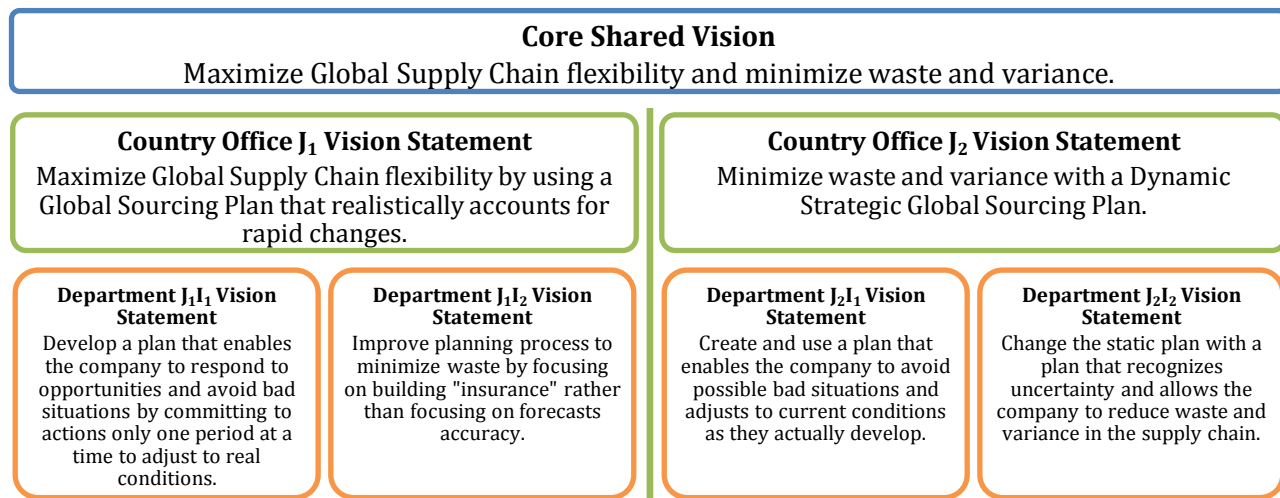 Core Shared Vision
Maximize Global Supply Chain flexibility and minimize waste and variance.
Country Office J₁ Vision Statement
Maximize Global Supply Chain flexibility by using a
Global Sourcing Plan that realistically accounts for
rapid changes.
Country Office J₂ Vision Statement
Minimize waste and variance with a Dynamic
Strategic Global Sourcing Plan.
Department J₁I₁ Vision
Statement
Develop a plan that enables
the company to respond to
opportunities and avoid bad
situations by committing to
actions only one period at a
time to adjust to real
conditions.
Department J₁I₂ Vision
Statement
Improve planning process to
minimize waste by focusing
on building "insurance" rather
than focusing on forecasts
accuracy.
Department J₂I₁ Vision
Statement
Create and use a plan that
enables the company to avoid
possible bad situations and
adjusts to current conditions
as they actually develop.
Department J₂I₂ Vision
Statement
Change the static plan with a
plan that recognizes
uncertainty and allows the
company to reduce waste and
variance in the supply chain.